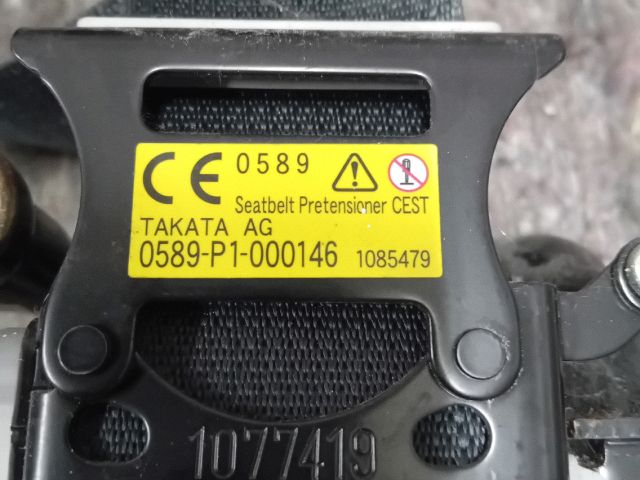 CE 0589
Seatbelt Pretensioner CEST
TAKATA AG
0589-P1-000146 1085479
1077419